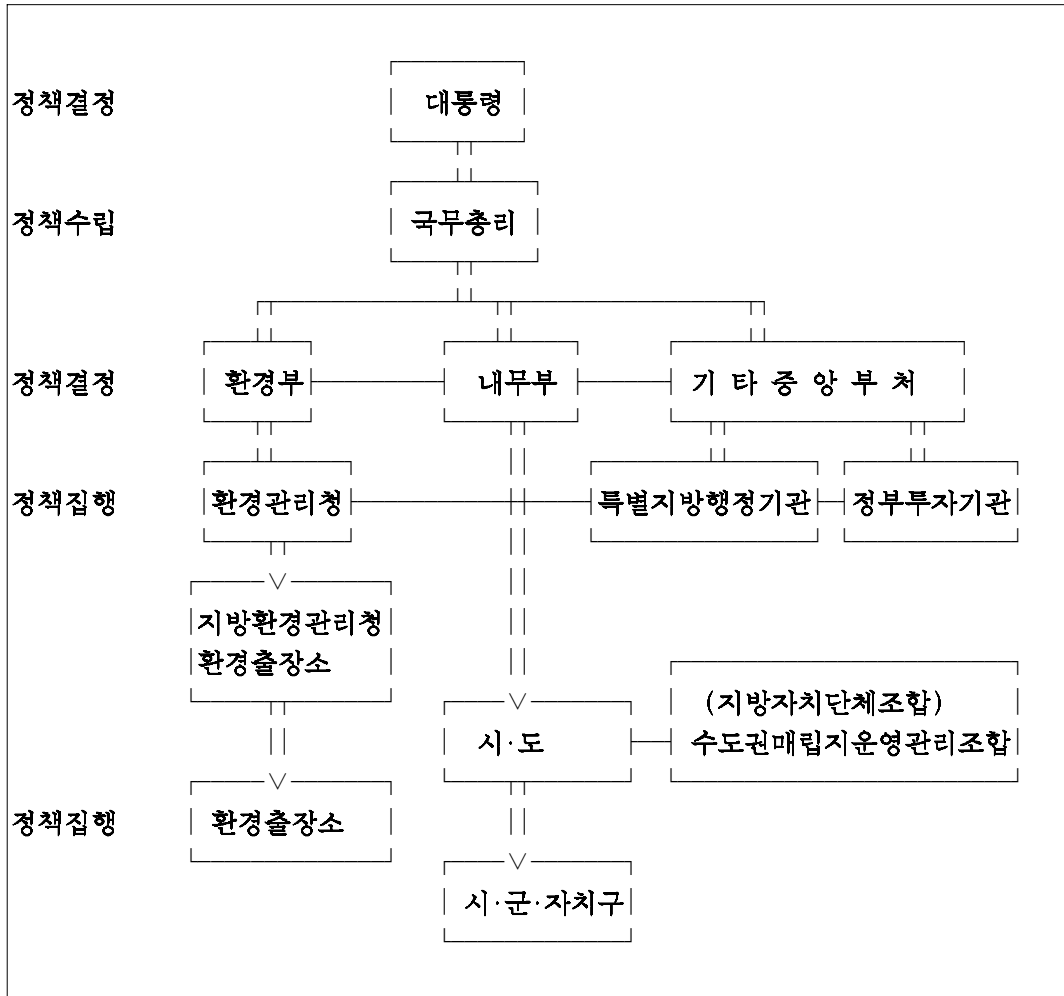 정책결정 대통령
정책수립 국무총리
정책결정 환경부 내무부 기 타 중 앙 부 처
정책집행 환경관리청 특별지방행정기관 정부투자기관
지방환경관리청
환경출장소
(지방자치단체조합)
시·도 수도권매립지운영관리조합
정책집행 환경출장소
시·군·자치구